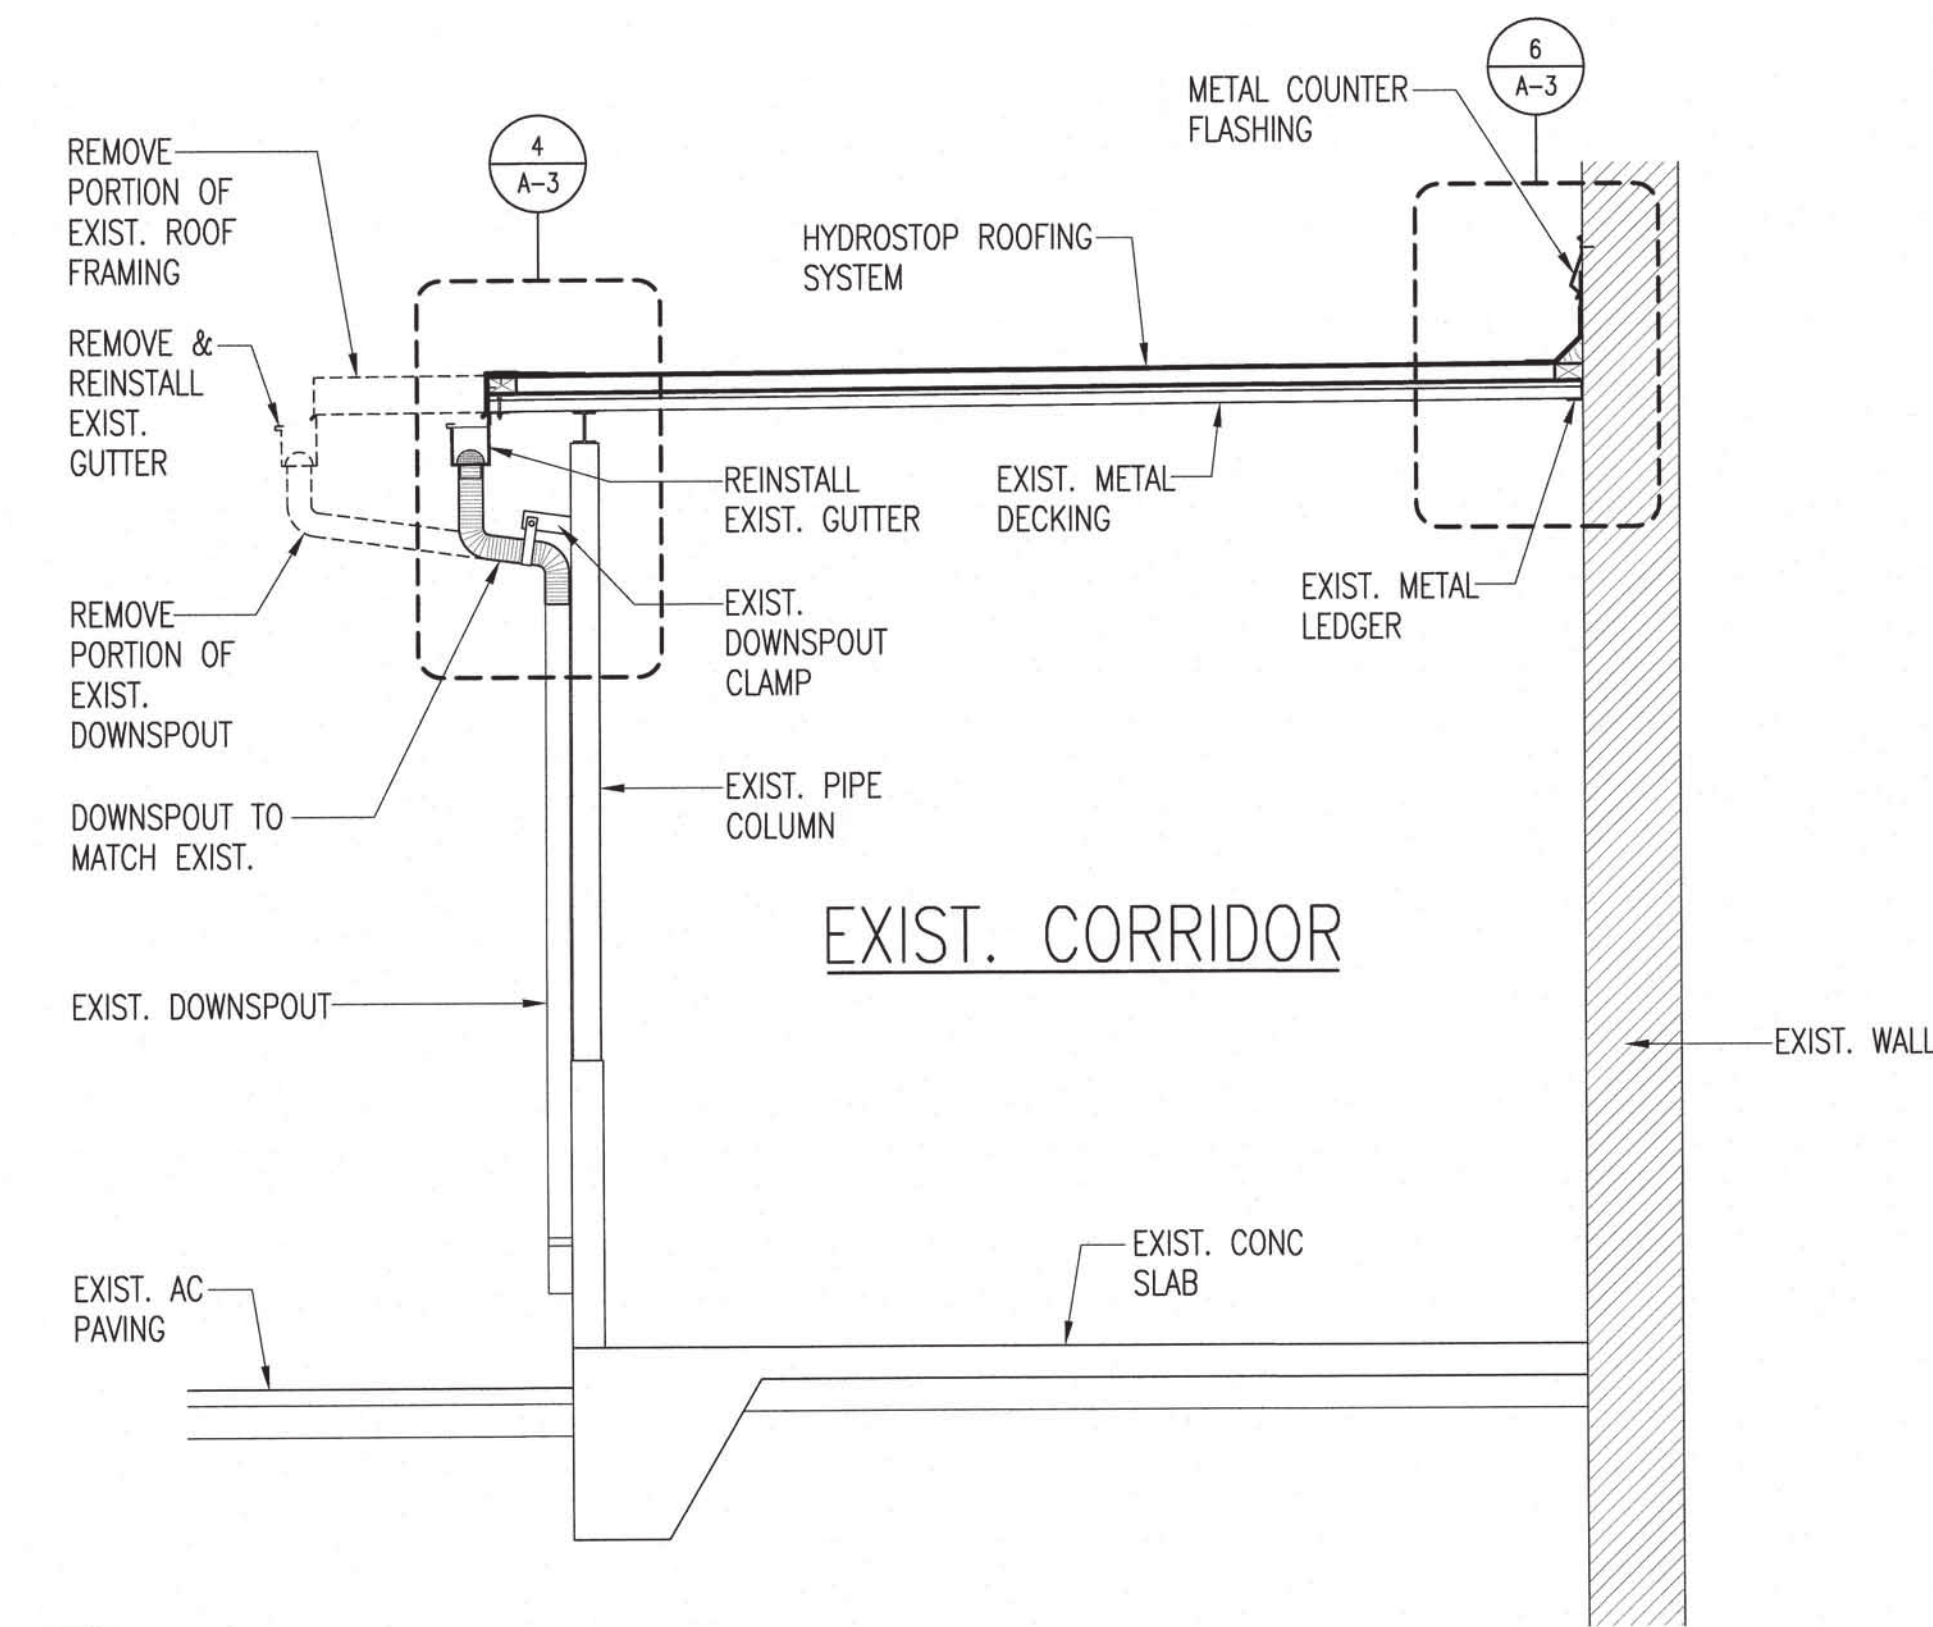 6
A-3
METAL COUNTER
FLASHING
4
A-3
REMOVE
PORTION OF
EXIST. ROOF
FRAMING
HYDROSTOP ROOFING
SYSTEM
REMOVE &
REINSTALL
EXIST.
GUTTER
REINSTALL
EXIST. GUTTER
EXIST. METAL
DECKING
EXIST. METAL
LEDGER
REMOVE
PORTION OF
EXIST.
DOWNSPOUT
EXIST.
DOWNSPOUT
CLAMP
EXIST. PIPE
COLUMN
DOWNSPOUT TO
MATCH EXIST.
EXIST. CORRIDOR
EXIST. DOWNSPOUT
EXIST. WALL
EXIST. CONC
SLAB
EXIST. AC
PAVING